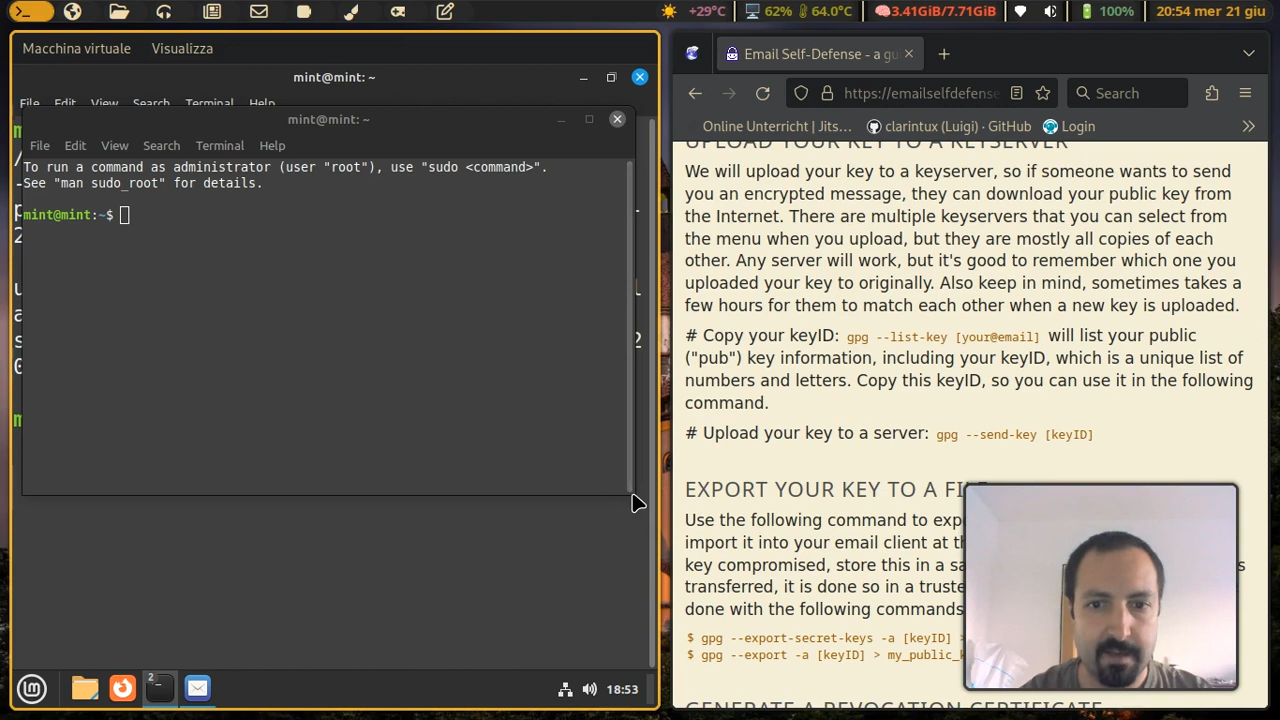 +29°C 62% 64.0°C 3.41GiB/7.71GiB 100% 20:54 mer 21 giu
Macchina virtuale Visualizza
mint@mint: ~
File Edit View Search Terminal Help
mint@mint: ~
File Edit View Search Terminal Help
To run a command as administrator (user "root"), use "sudo <command>".
See "man sudo_root" for details.
mint@mint:~$
2
18:53
Email Self-Defense - a gu
https://emailselfdefense
Search
Online Unterricht | Jits… clarintux (Luigi) · GitHub Login
UPLOAD YOUR KEY TO A KEYSERVER
We will upload your key to a keyserver, so if someone wants to send
you an encrypted message, they can download your public key from
the Internet. There are multiple keyservers that you can select from
the menu when you upload, but they are mostly all copies of each
other. Any server will work, but it's good to remember which one you
uploaded your key to originally. Also keep in mind, sometimes takes a
few hours for them to match each other when a new key is uploaded.
# Copy your keyID: gpg --list-key [your@email] will list your public
("pub") key information, including your keyID, which is a unique list of
numbers and letters. Copy this keyID, so you can use it in the following
command.
# Upload your key to a server: gpg --send-key [keyID]
EXPORT YOUR KEY TO A FILE
Use the following command to exp
import it into your email client at th
key compromised, store this in a sa
transferred, it is done so in a truste
done with the following commands
$ gpg --export-secret-keys -a [keyID] >
$ gpg --export -a [keyID] > my_public_k
GENERATE A REVOCATION CERTIFICATE